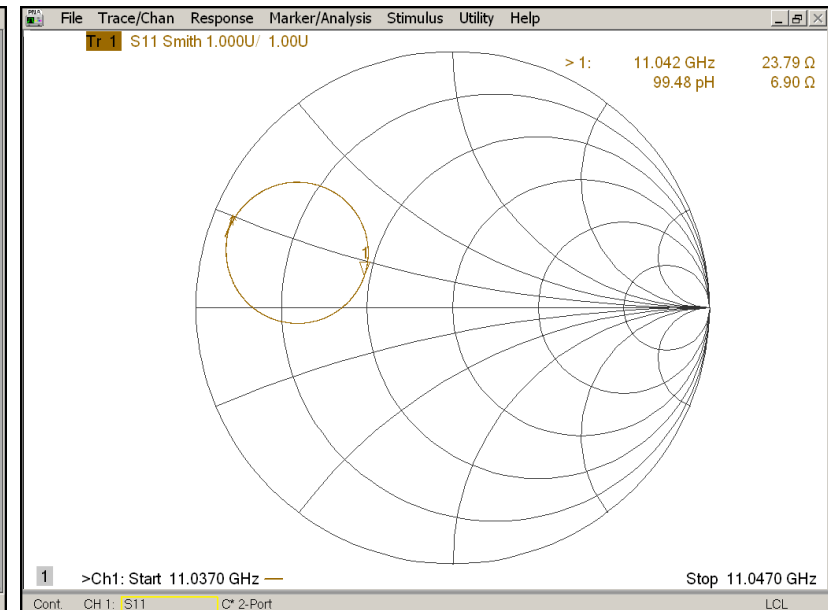 File Trace/Chan Response Marker/Analysis Stimulus Utility Help
Tr 1 S11 Smith 1.000U/ 1.00U
> 1: 11.042 GHz 23.79 Ω
99.48 pH 6.90 Ω
1
1 >Ch1: Start 11.0370 GHz — Stop 11.0470 GHz
Cont. CH 1: S11 C* 2-Port LCL